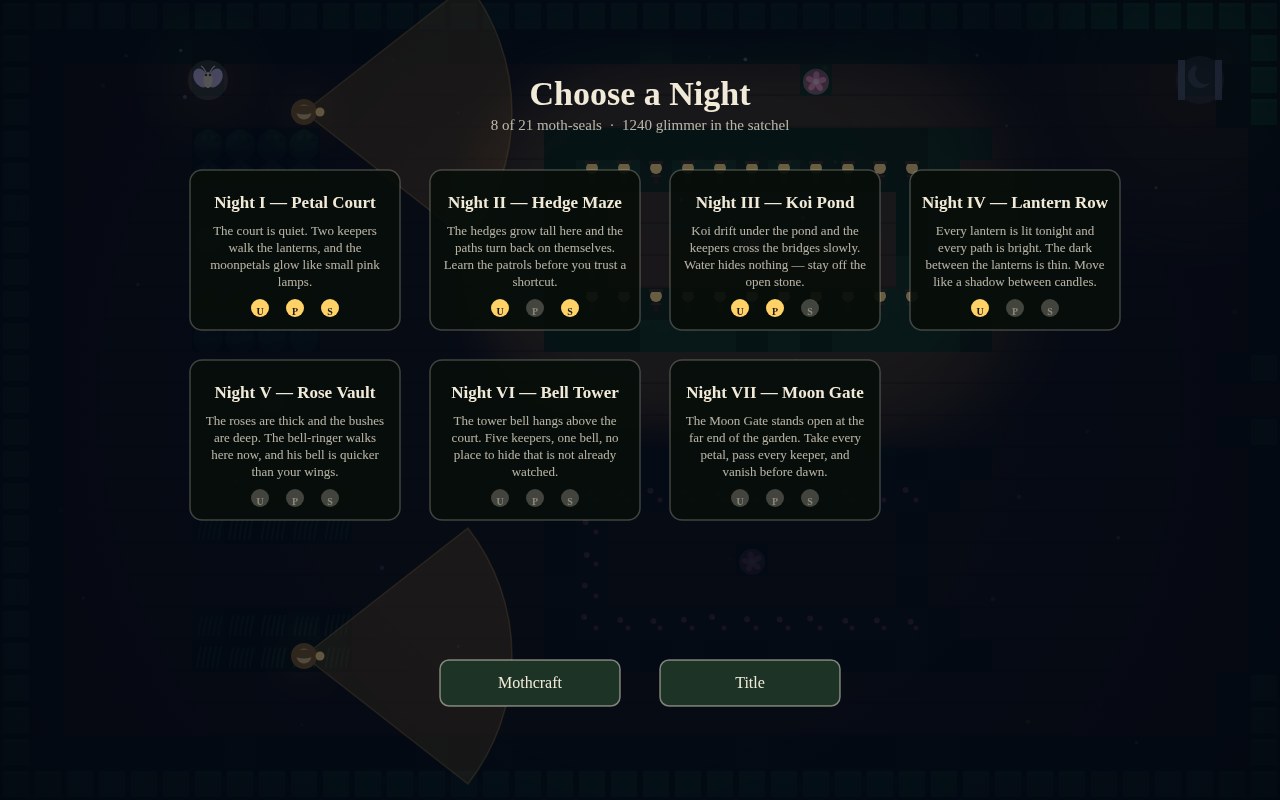 Choose a Night
8 of 21 moth-seals · 1240 glimmer in the satchel
Night I — Petal Court
The court is quiet. Two keepers
walk the lanterns, and the
moonpetals glow like small pink
lamps.
U P S
Night II — Hedge Maze
The hedges grow tall here and the
paths turn back on themselves.
Learn the patrols before you trust a
shortcut.
U P S
Night III — Koi Pond
Koi drift under the pond and the
keepers cross the bridges slowly.
Water hides nothing — stay off the
open stone.
U P S
Night IV — Lantern Row
Every lantern is lit tonight and
every path is bright. The dark
between the lanterns is thin. Move
like a shadow between candles.
U P S
Night V — Rose Vault
The roses are thick and the bushes
are deep. The bell-ringer walks
here now, and his bell is quicker
than your wings.
U P S
Night VI — Bell Tower
The tower bell hangs above the
court. Five keepers, one bell, no
place to hide that is not already
watched.
U P S
Night VII — Moon Gate
The Moon Gate stands open at the
far end of the garden. Take every
petal, pass every keeper, and
vanish before dawn.
U P S
Mothcraft
Title